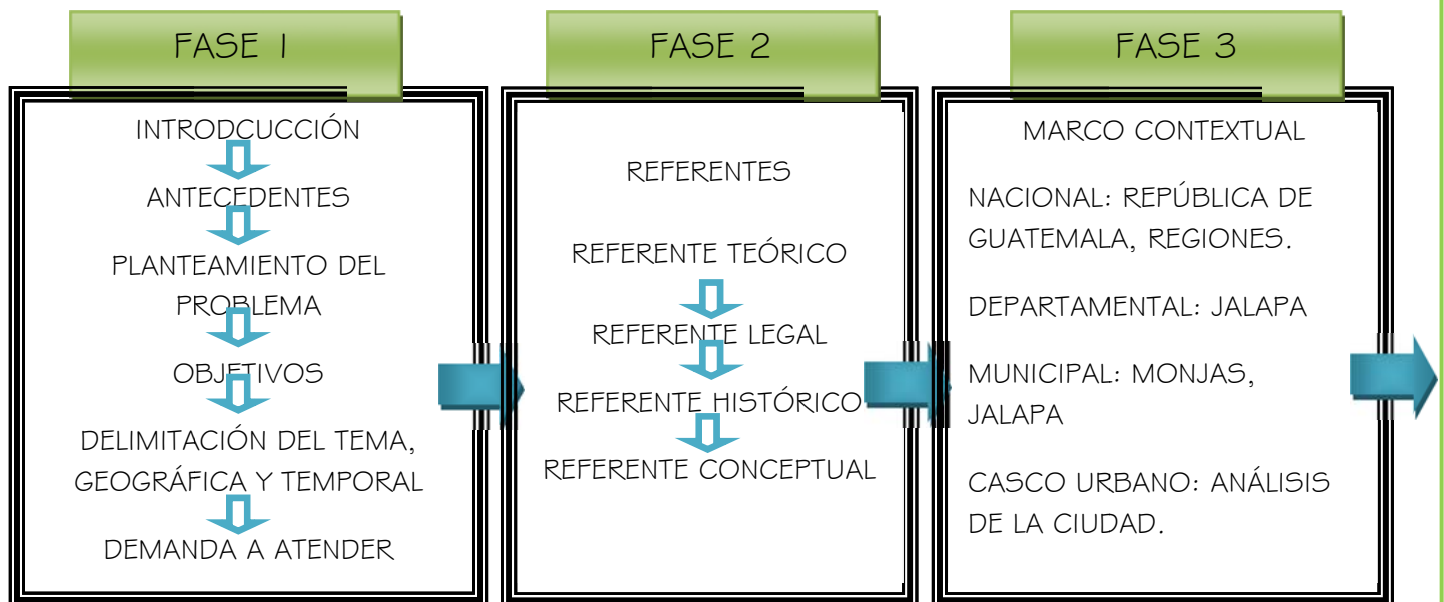 FASE 1
INTRODCUCCIÓN
ANTECEDENTES
PLANTEAMIENTO DEL
PROBLEMA
OBJETIVOS
DELIMITACIÓN DEL TEMA,
GEOGRÁFICA Y TEMPORAL
DEMANDA A ATENDER
FASE 2
REFERENTES
REFERENTE TEÓRICO
REFERENTE LEGAL
REFERENTE HISTÓRICO
REFERENTE CONCEPTUAL
FASE 3
MARCO CONTEXTUAL
NACIONAL: REPÚBLICA DE
GUATEMALA, REGIONES.
DEPARTAMENTAL: JALAPA
MUNICIPAL: MONJAS,
JALAPA
CASCO URBANO: ANÁLISIS
DE LA CIUDAD.